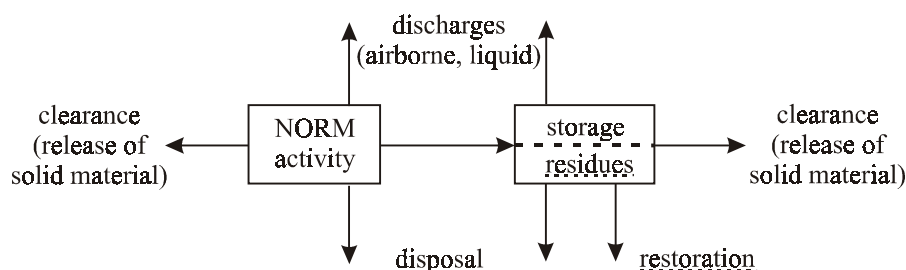 discharges
(airborne, liquid)
clearance
(release of
solid material)
NORM
activity
storage
residues
clearance
(release of
solid material)
disposal
restoration